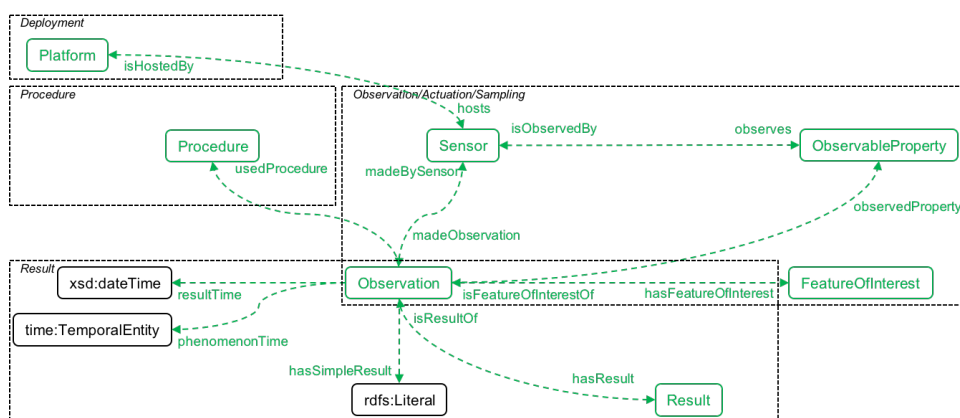 Deployment
Platform
isHostedBy
Procedure
Observation/Actuation/Sampling
hosts
isObservedBy
observes
Procedure
Sensor
ObservableProperty
usedProcedure
madeBySensor
observedProperty
madeObservation
Result
xsd:dateTime
Observation
FeatureOfInterest
resultTime
isFeatureOfInterestOf
hasFeatureOfInterest
isResultOf
time:TemporalEntity
phenomenonTime
hasSimpleResult
hasResult
rdfs:Literal
Result